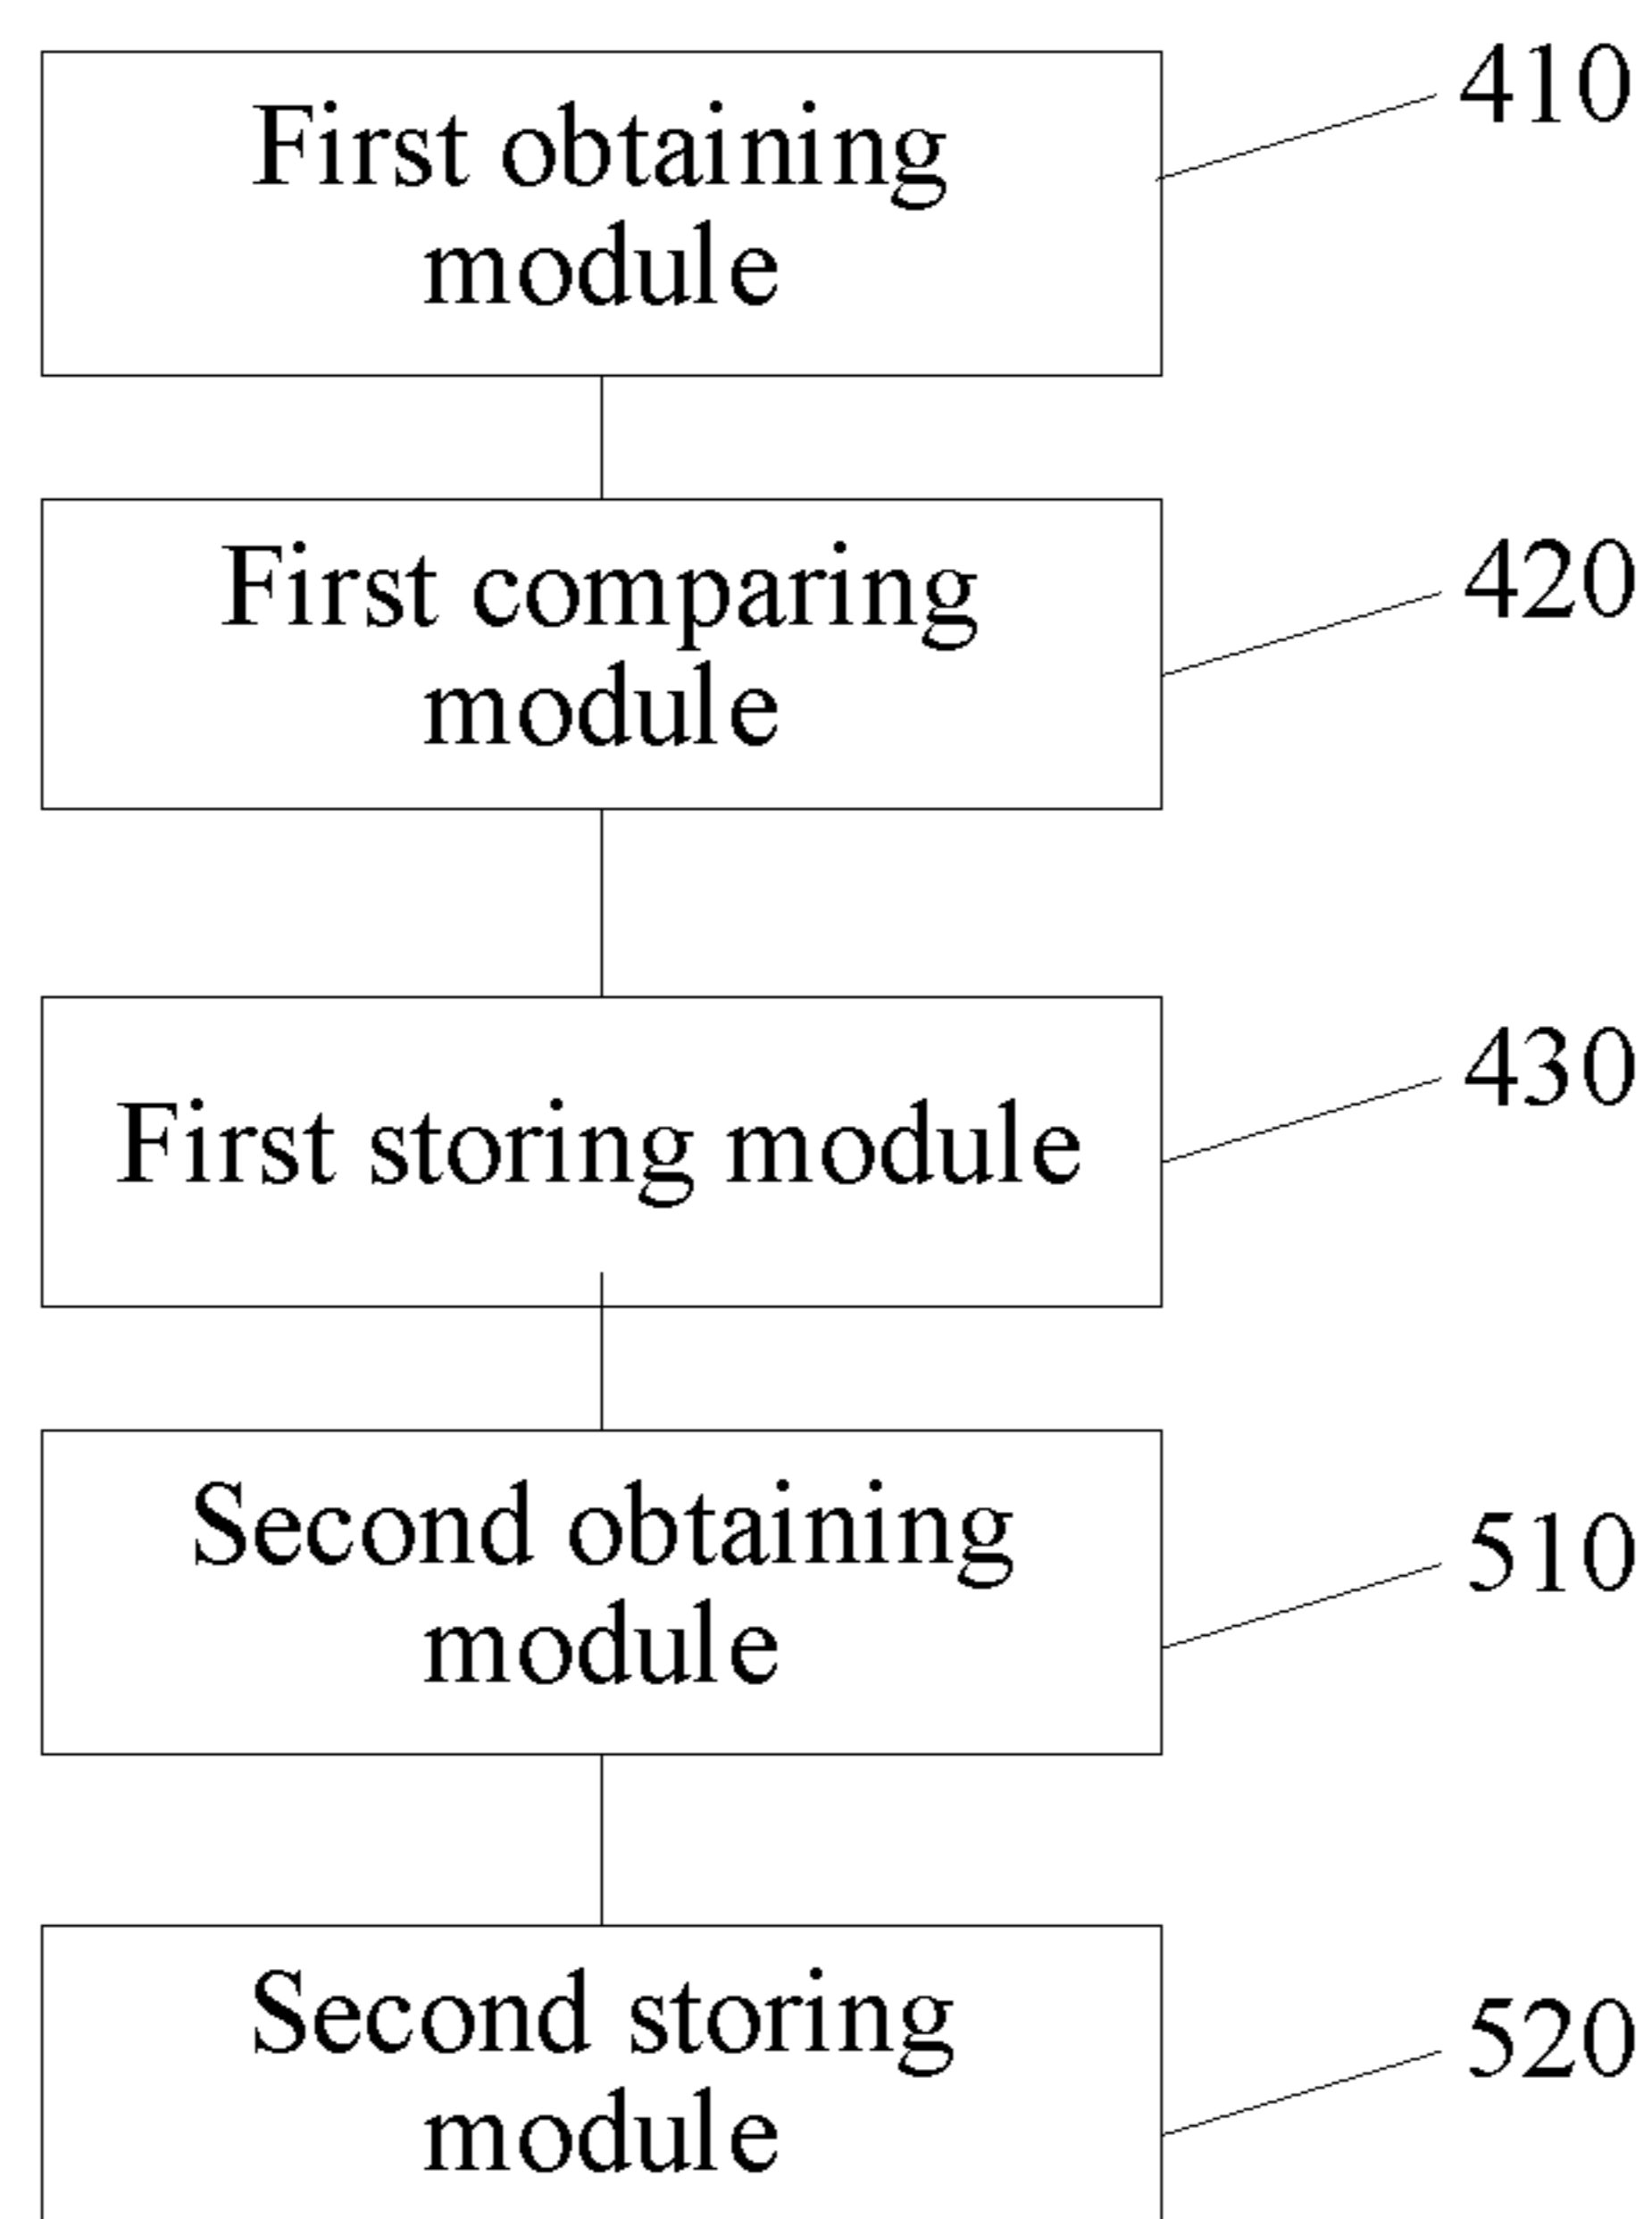 First obtaining
module
410
First comparing
module
420
First storing module
430
Second obtaining
module
510
Second storing
module
520